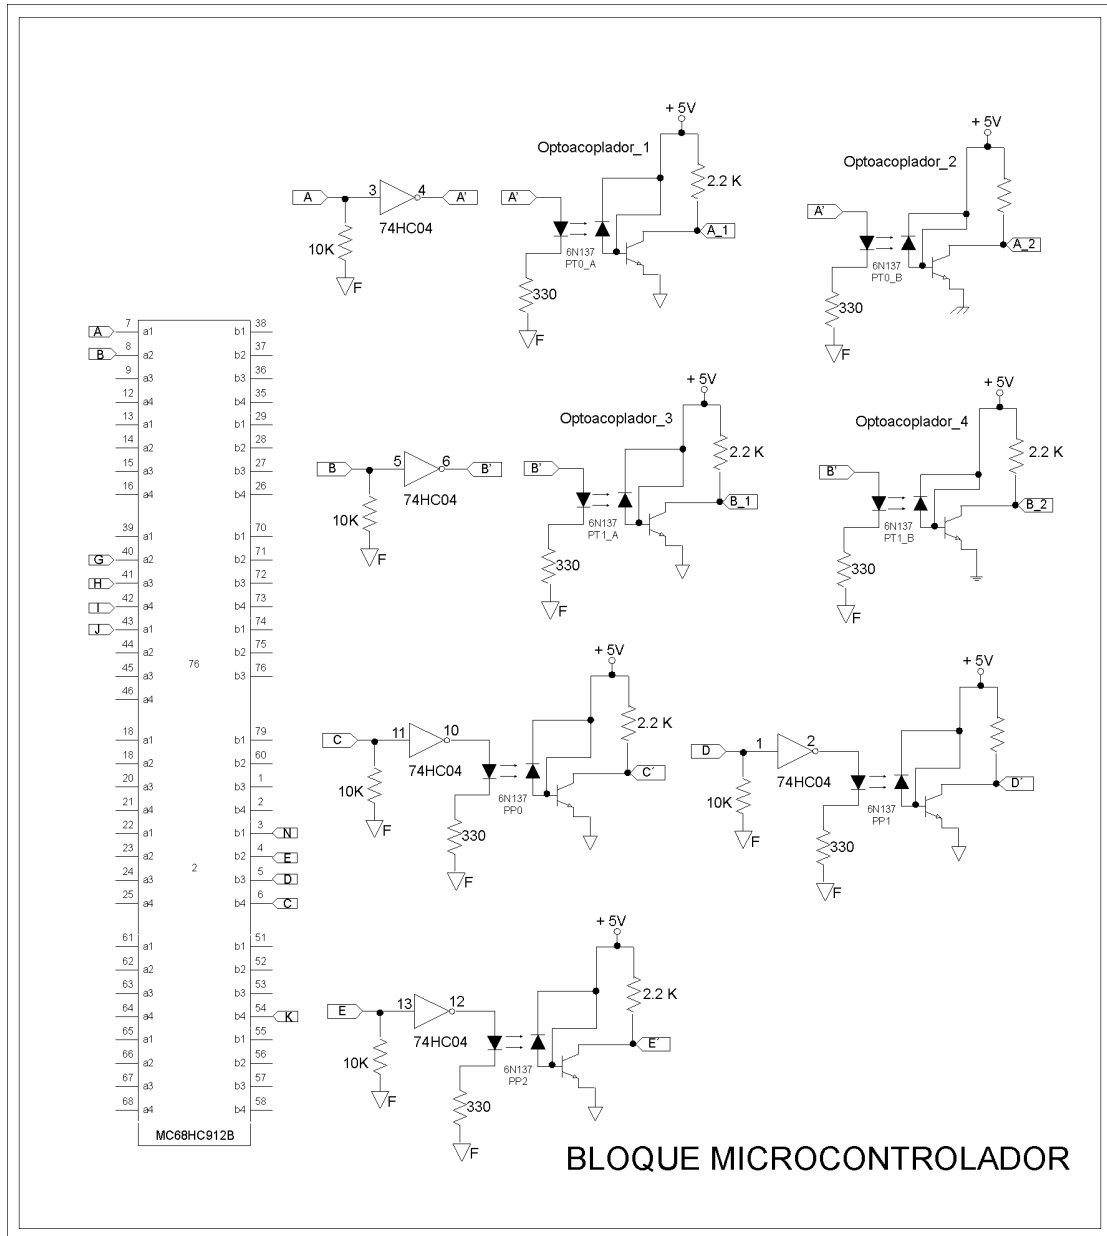 + 5V
Optoacoplador_1
2.2 K
A
3
4
A'
74HC04
10K
F
A'
6N137
PT0_A
A_1
330
F
+ 5V
Optoacoplador_2
A'
6N137
PT0_B
A_2
330
F
A 7 a1 b1 38
B 8 a2 b2 37
9 a3 b3 36
12 a4 b4 35
13 a1 b1 29
14 a2 b2 28
15 a3 b3 27
16 a4 b4 26
39 a1 b1 70
G 40 a2 b2 71
H 41 a3 b3 72
I 42 a4 b4 73
J 43 a1 b1 74
44 a2 b2 75
45 a3 b3 76
46 a4
76
18 a1 b1 79
18 a2 b2 60
20 a3 b3 1
21 a4 b4 2
22 a1 b1 3 N
23 a2 b2 4 E
24 a3 b3 5 D
25 a4 b4 6 C
2
61 a1 b1 51
62 a2 b2 52
63 a3 b3 53
64 a4 b4 54 K
65 a1 b1 55
66 a2 b2 56
67 a3 b3 57
68 a4 b4 58
MC68HC912B
+ 5V
Optoacoplador_3
2.2 K
B
5
6
B'
74HC04
10K
F
B'
6N137
PT1_A
B_1
330
F
+ 5V
Optoacoplador_4
2.2 K
B'
6N137
PT1_B
B_2
330
F
+ 5V
2.2 K
C
11
10
74HC04
10K
F
6N137
PP0
C´
330
F
+ 5V
D
1
2
74HC04
10K
F
6N137
PP1
D´
330
F
+ 5V
2.2 K
E
13
12
74HC04
10K
F
6N137
PP2
E´
330
F
BLOQUE MICROCONTROLADOR